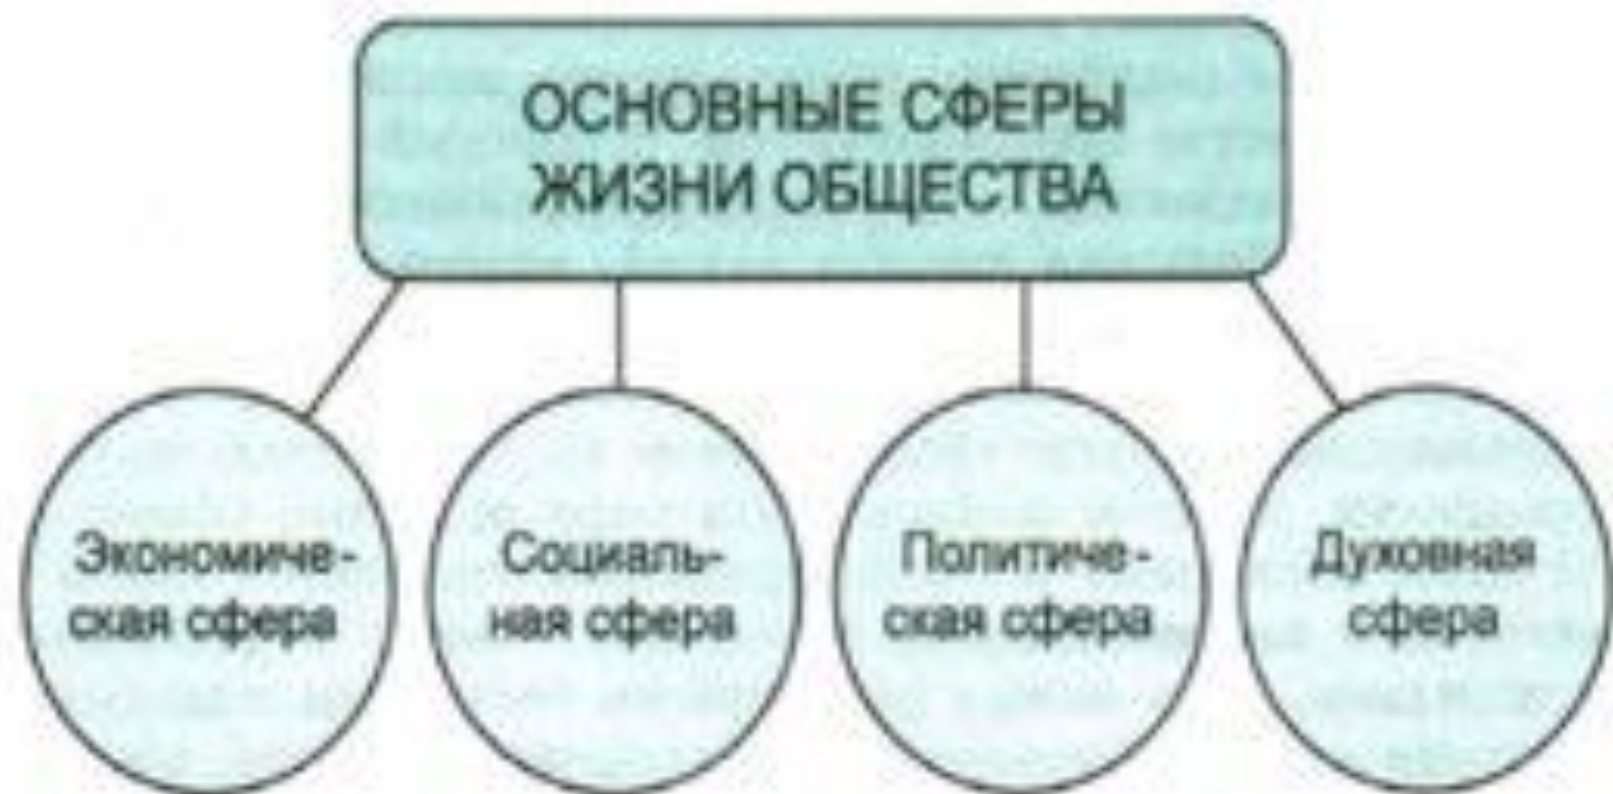 ОСНОВНЫЕ СФЕРЫ
ЖИЗНИ ОБЩЕСТВА
Экономиче-
ская сфера
Социаль-
ная сфера
Политиче-
ская сфера
Духовная
сфера